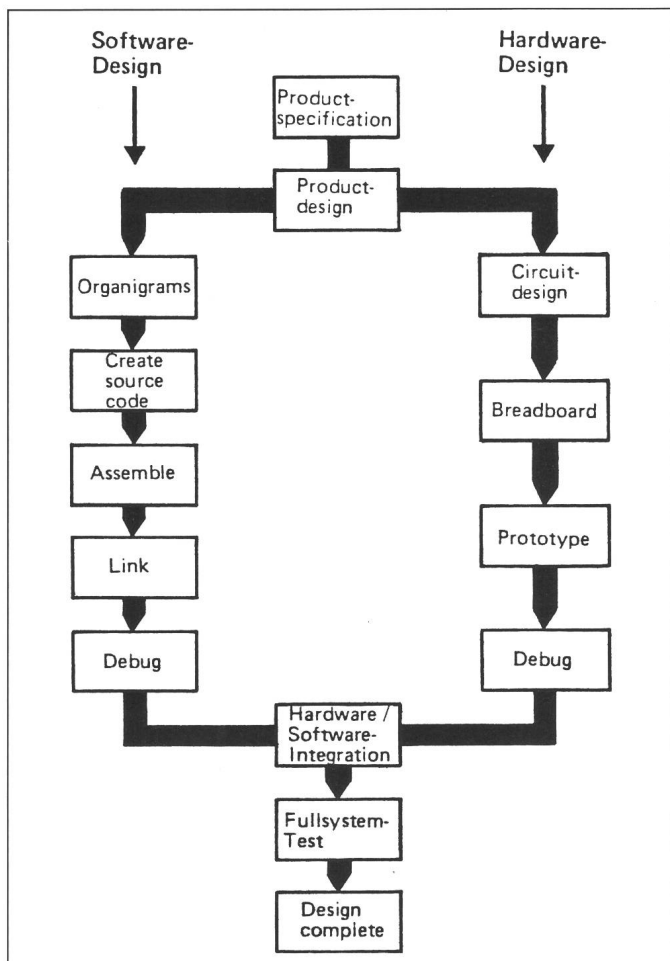 Software-
Design
Hardware-
Design
Product-
specification
Product-
design
Organigrams
Create
source
code
Assemble
Link
Debug
Circuit-
design
Breadboard
Prototype
Debug
Hardware /
Software-
Integration
Fullsystem-
Test
Design
complete